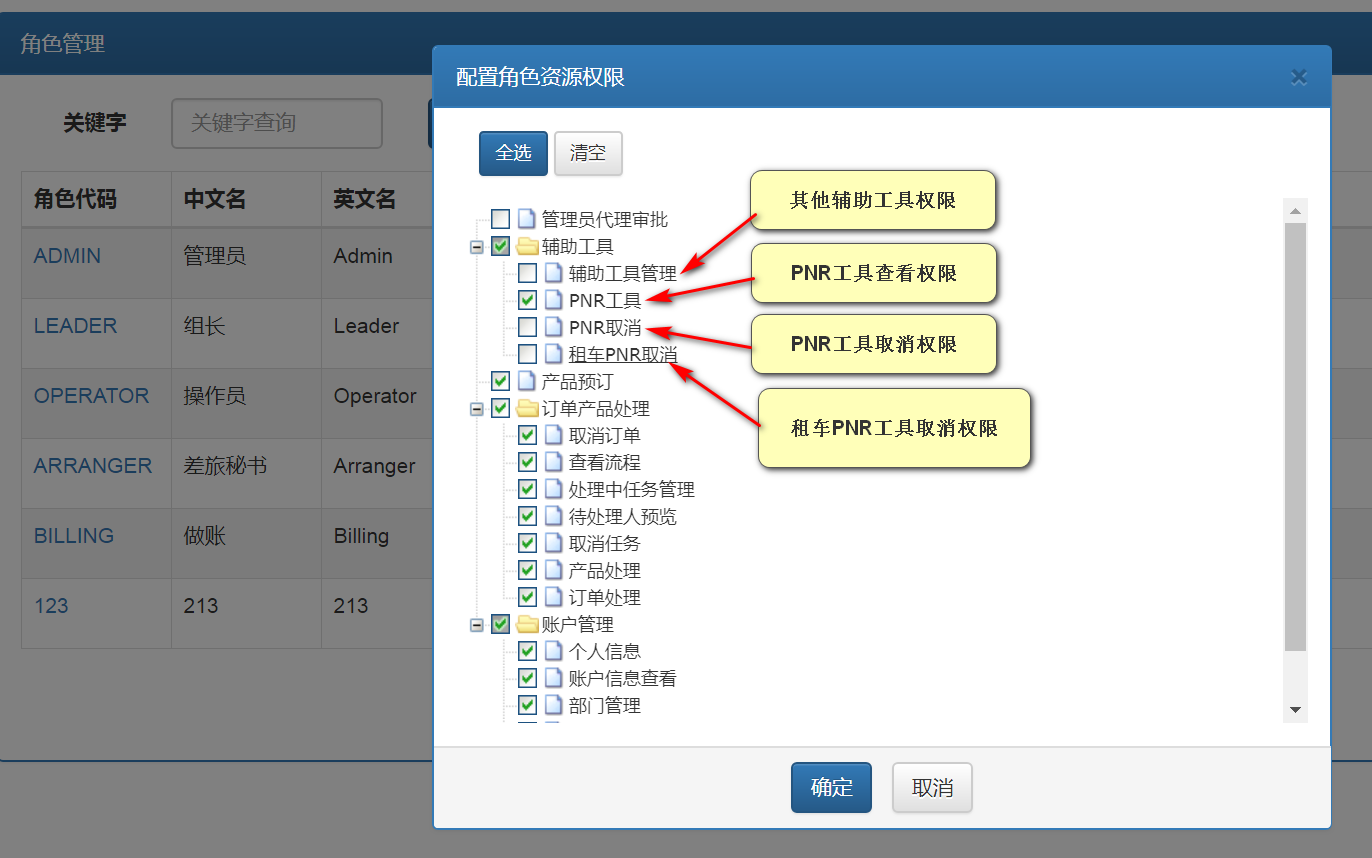 角色管理
关键字
关键字查询
角色代码 中文名 英文名
ADMIN 管理员 Admin
LEADER 组长 Leader
OPERATOR 操作员 Operator
ARRANGER 差旅秘书 Arranger
BILLING 做账 Billing
123 213 213
配置角色资源权限
×
全选 清空
管理员代理审批
辅助工具
辅助工具管理
PNR工具
PNR取消
租车PNR取消
产品预订
订单产品处理
取消订单
查看流程
处理中任务管理
待处理人预览
取消任务
产品处理
订单处理
账户管理
个人信息
账户信息查看
部门管理
其他辅助工具权限
PNR工具查看权限
PNR工具取消权限
租车PNR工具取消权限
确定 取消